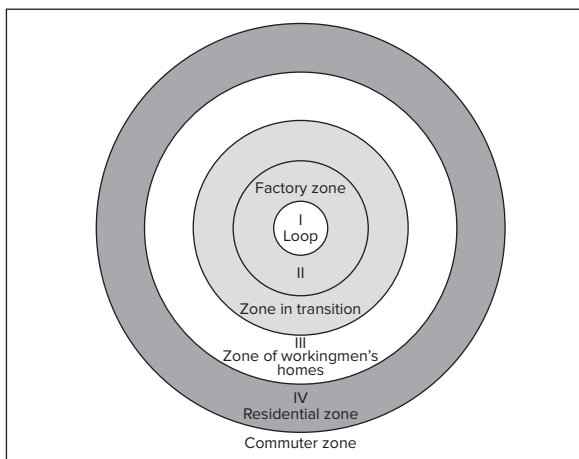 Factory zone
I
Loop
II
Zone in transition
III
Zone of workingmen's
homes
IV
Residential zone
Commuter zone